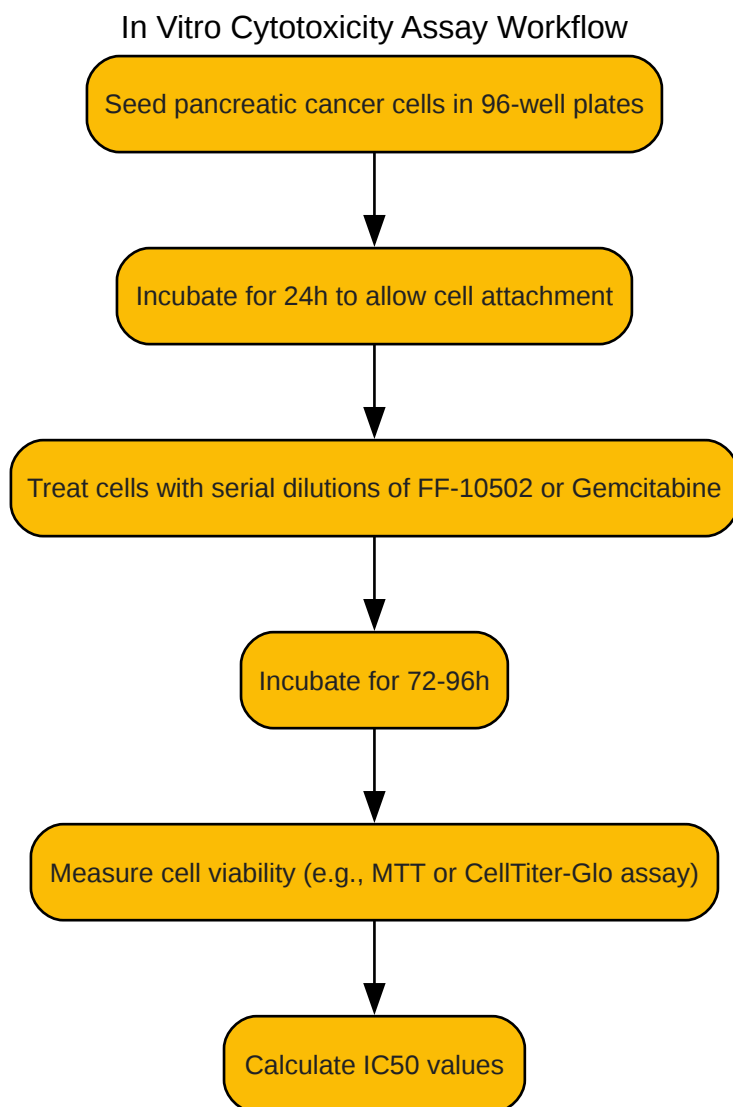 In Vitro Cytotoxicity Assay Workflow
Seed pancreatic cancer cells in 96-well plates
Incubate for 24h to allow cell attachment
Treat cells with serial dilutions of FF-10502 or Gemcitabine
Incubate for 72-96h
Measure cell viability (e.g., MTT or CellTiter-Glo assay)
Calculate IC50 values